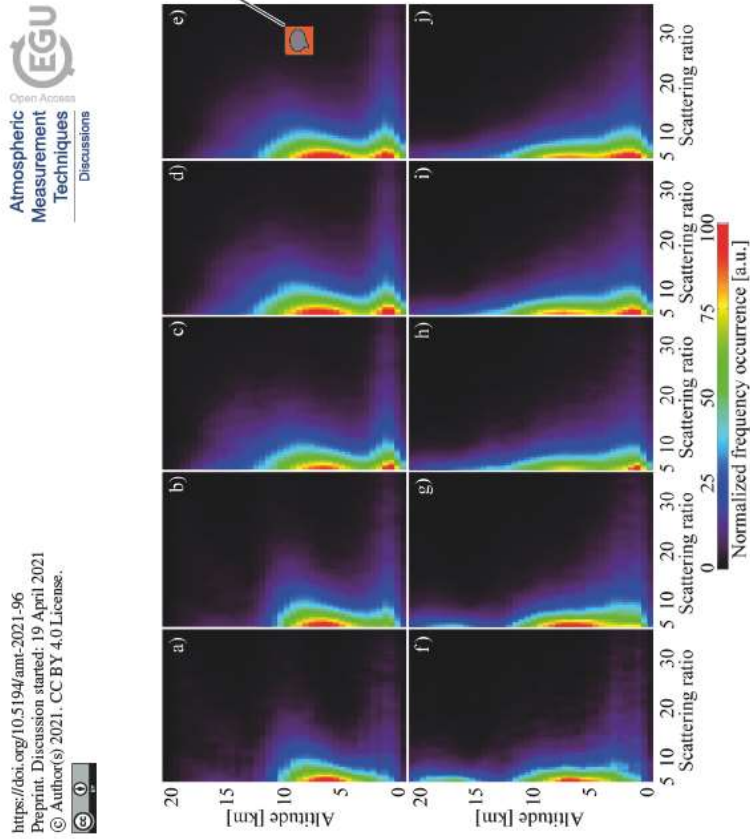 https://doi.org/10.5194/amt-2021-96
Preprint. Discussion started: 19 April 2021
© Author(s) 2021. CC BY 4.0 License.
cc
BY
Atmospheric
Measurement
Techniques
Discussions
Open Access
EGU
a) b) c) d) e)
20
15
10
5
0
Altitude [km]
f) g) h) i) j)
20
15
10
5
0
Altitude [km]
5 10 20 30 5 10 20 30 5 10 20 30 5 10 20 30 5 10 20 30
Scattering ratio Scattering ratio Scattering ratio Scattering ratio Scattering ratio
0 25 50 75 100
Normalized frequency occurrence [a.u.]